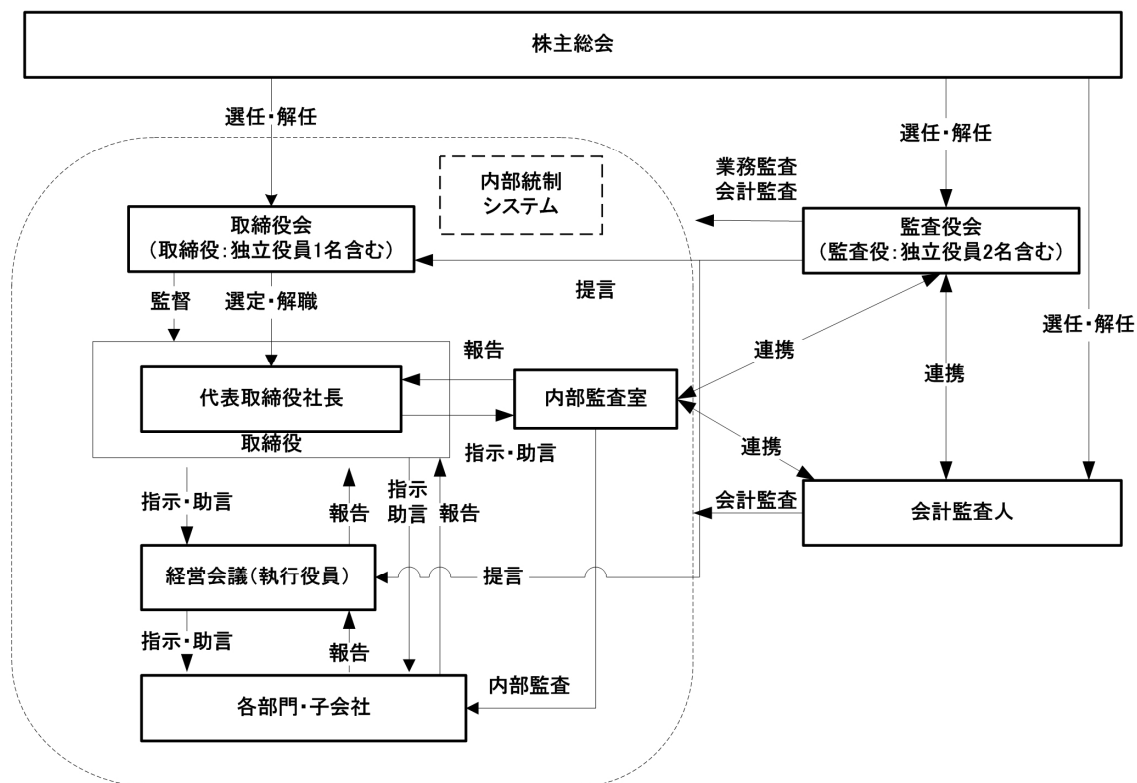 株主総会
選任・解任
選任・解任
業務監査
会計監査
内部統制
システム
取締役会
（取締役：独立役員1名含む）
監査役会
（監査役：独立役員2名含む）
提言
監督
選定・解職
選任・解任
報告
連携
連携
代表取締役社長
内部監査室
取締役
指示・助言
連携
指示・助言
報告
指示
助言
報告
会計監査
会計監査人
経営会議（執行役員）
提言
指示・助言
報告
内部監査
各部門・子会社